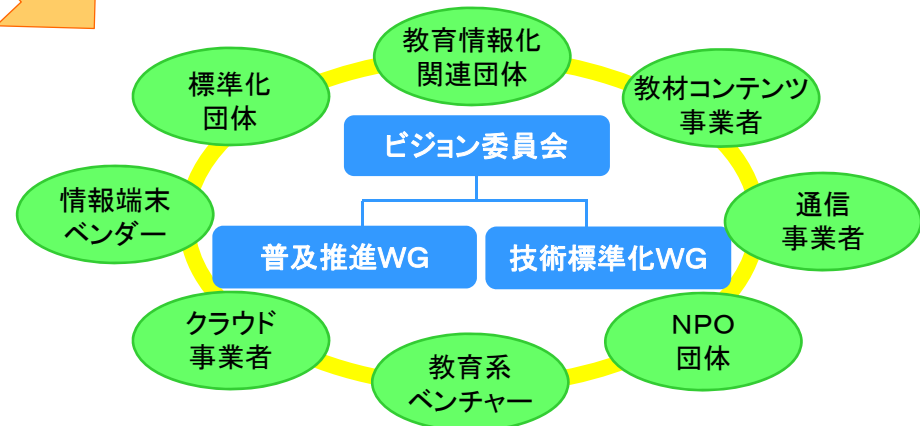 教育情報化
関連団体
標準化
団体
教材コンテンツ
事業者
ビジョン委員会
情報端末
ベンダー
通信
事業者
普及推進WG
技術標準化WG
クラウド
事業者
NPO
団体
教育系
ベンチャー